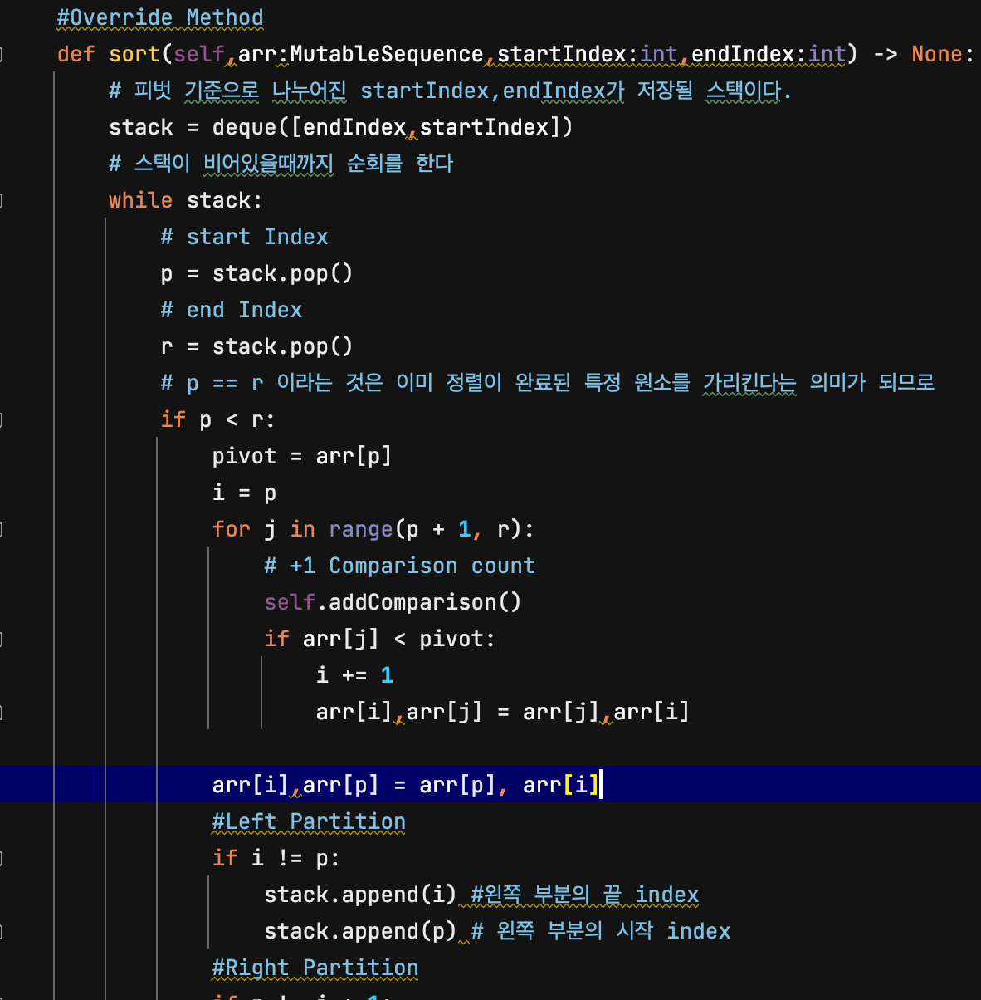 #Override Method
def sort(self,arr:MutableSequence,startIndex:int,endIndex:int) -> None:
# 피벗 기준으로 나누어진 startIndex,endIndex가 저장될 스택이다.
stack = deque([endIndex,startIndex])
# 스택이 비어있을때까지 순회를 한다
while stack:
# start Index
p = stack.pop()
# end Index
r = stack.pop()
# p == r 이라는 것은 이미 정렬이 완료된 특정 원소를 가리킨다는 의미가 되므로
if p < r:
pivot = arr[p]
i = p
for j in range(p + 1, r):
# +1 Comparison count
self.addComparison()
if arr[j] < pivot:
i += 1
arr[i],arr[j] = arr[j],arr[i]
arr[i],arr[p] = arr[p], arr[i]
#Left Partition
if i != p:
stack.append(i) #왼쪽 부분의 끝 index
stack.append(p) # 왼쪽 부분의 시작 index
#Right Partition